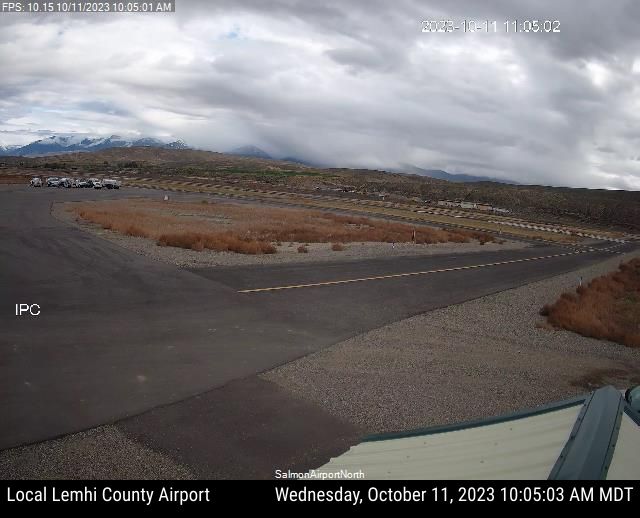 FPS: 10.15 10/11/2023 10:05:01 AM
2023-10-11 11:05:02
IPC
SalmonAirportNorth
Local Lemhi County Airport
Wednesday, October 11, 2023 10:05:03 AM MDT